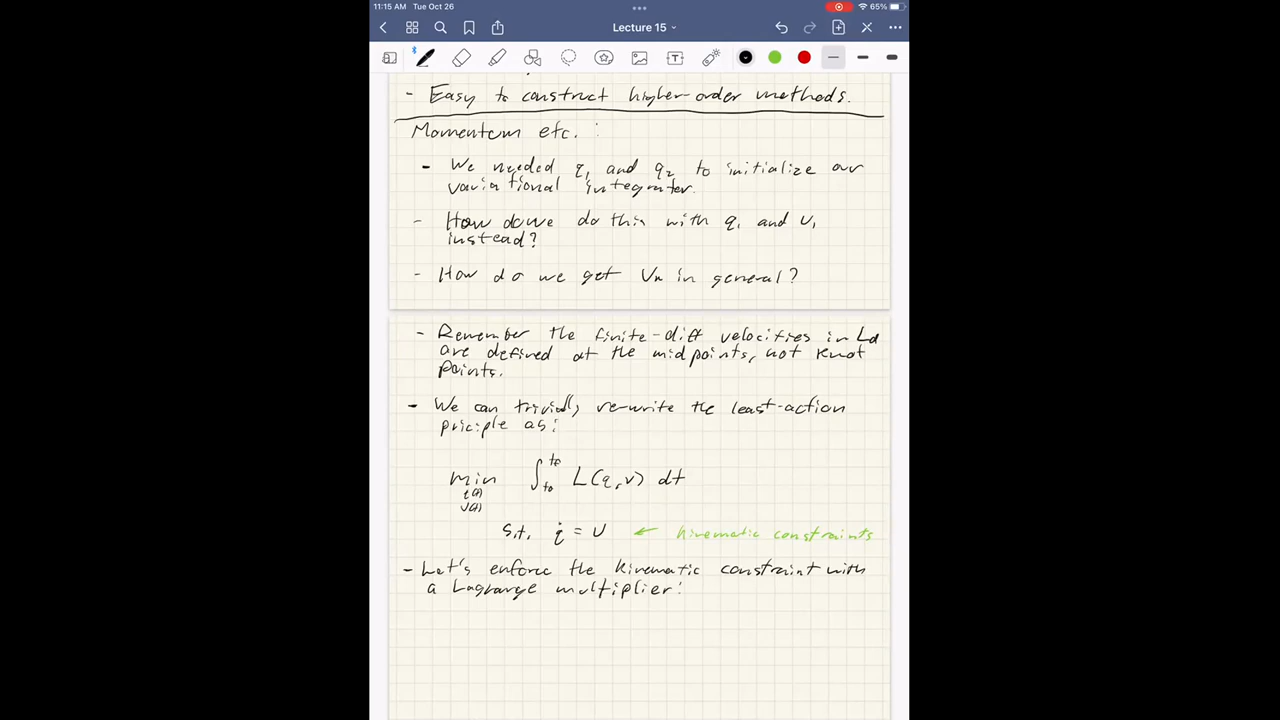 11:15 AM Tue Oct 26
65%
Lecture 15
- Easy to construct higher-order methods.
Momentum etc. :
- We needed q₁ and q₂ to initialize our
variational integrator.
- How do we do this with q₁ and v₁
instead?
- How do we get vₙ in general?
- Remember the finite-diff velocities in Ld
are defined at the midpoints, not knot
points.
- We can trivially re-write the least-action
priciple as:
min ∫ L(q,v) dt
s.t. q̇ = v ← kinematic constraints
- Let's enforce the kinematic constraint with
a Lagrange multiplier: